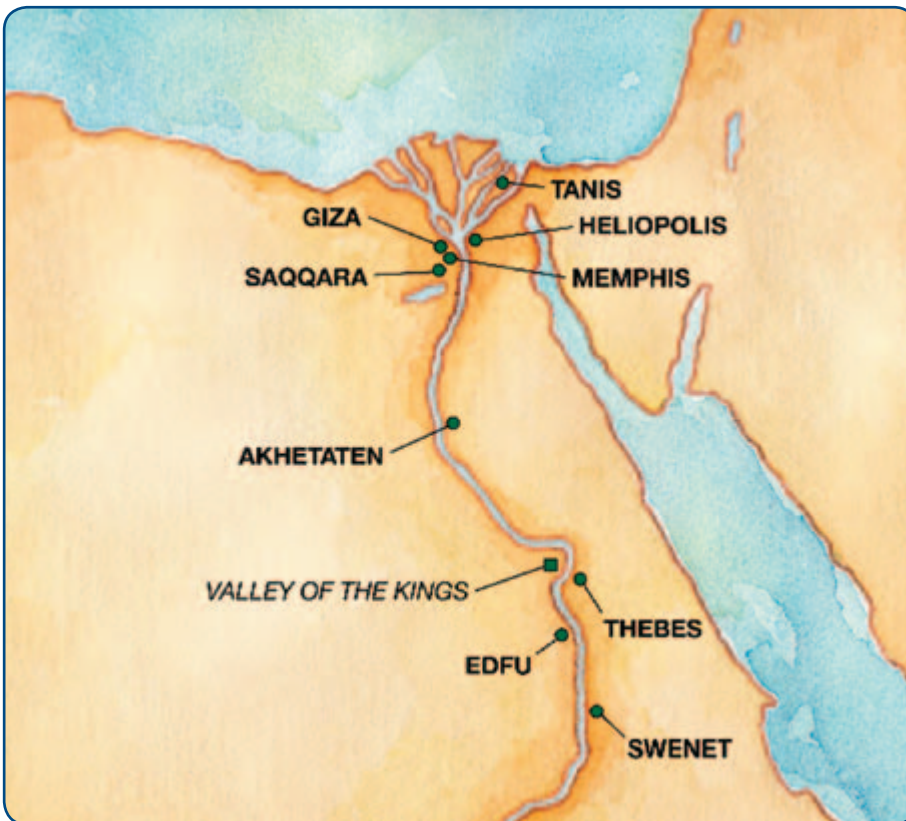 TANIS
GIZA
HELIOPOLIS
SAQQARA
MEMPHIS
AKHETATEN
VALLEY OF THE KINGS
THEBES
EDFU
SWENET